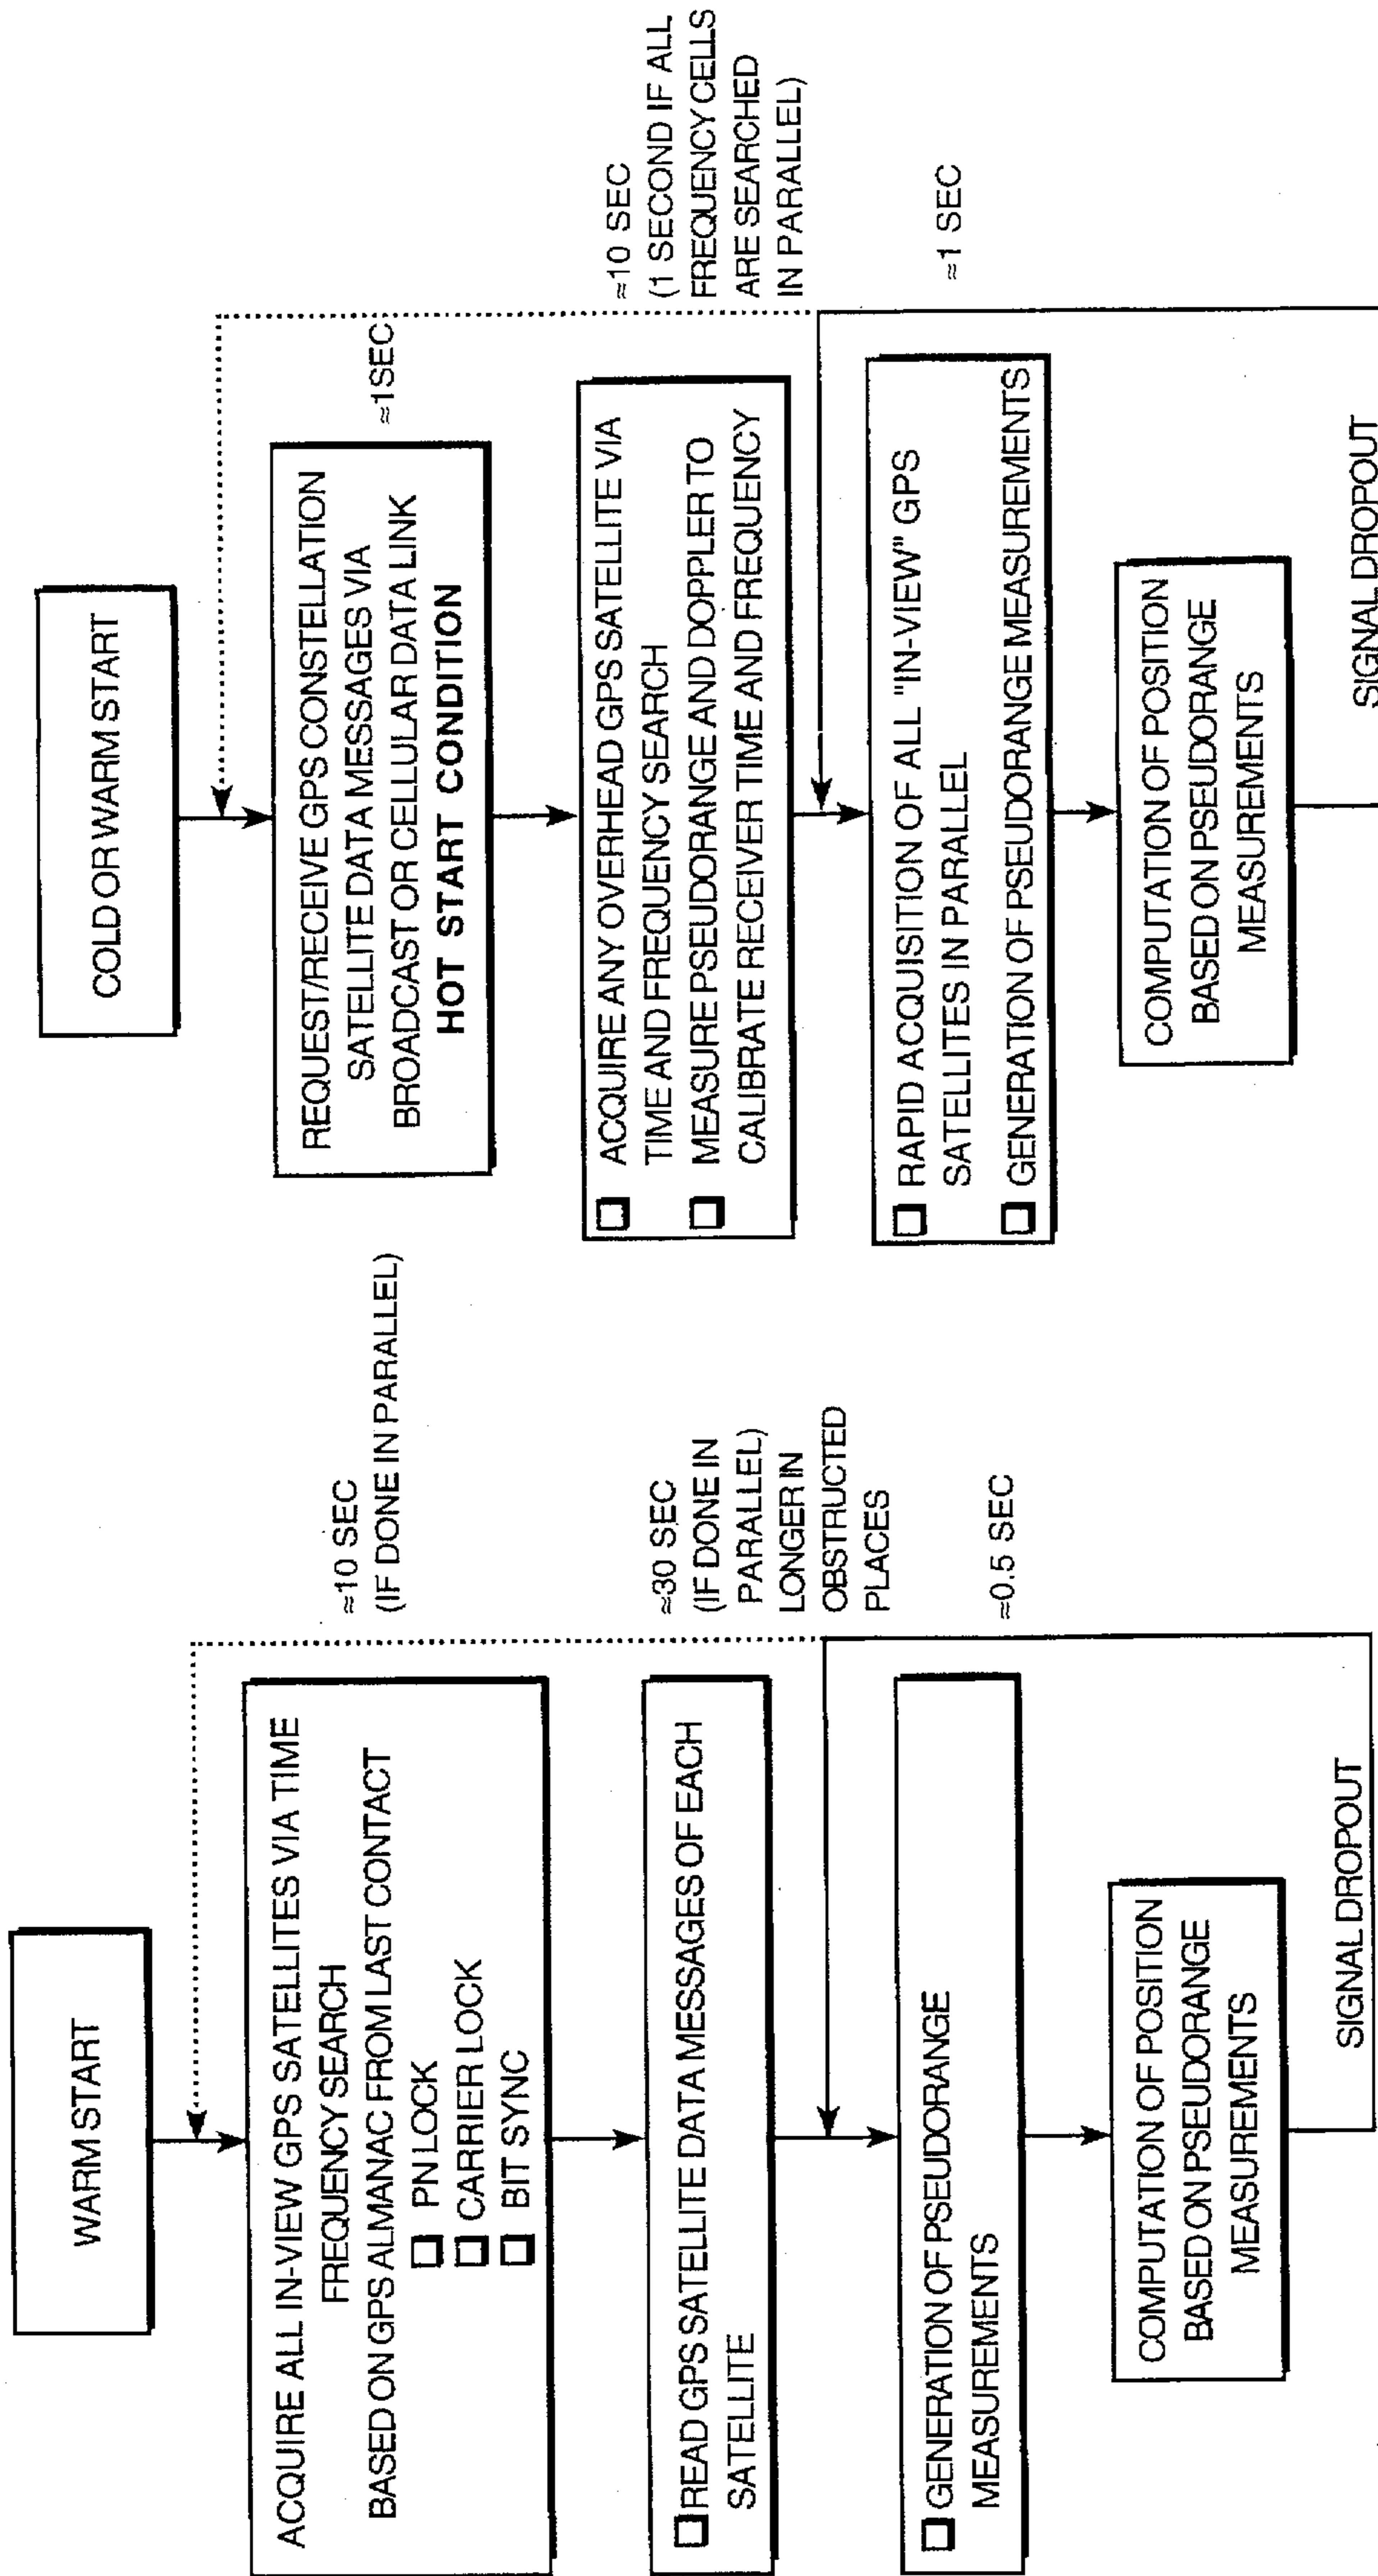 WARM START
ACQUIRE ALL IN-VIEW GPS SATELLITES VIA TIME
FREQUENCY SEARCH
BASED ON GPS ALMANAC FROM LAST CONTACT
PN LOCK
CARRIER LOCK
BIT SYNC
≈10 SEC
(IF DONE IN PARALLEL)
READ GPS SATELLITE DATA MESSAGES OF EACH
SATELLITE
≈30 SEC
(IF DONE IN
PARALLEL)
LONGER IN
OBSTRUCTED
PLACES
GENERATION OF PSEUDORANGE
MEASUREMENTS
≈0.5 SEC
COMPUTATION OF POSITION
BASED ON PSEUDORANGE
MEASUREMENTS
SIGNAL DROPOUT
COLD OR WARM START
REQUEST/RECEIVE GPS CONSTELLATION
SATELLITE DATA MESSAGES VIA
BROADCAST OR CELLULAR DATA LINK
HOT START CONDITION
≈1SEC
ACQUIRE ANY OVERHEAD GPS SATELLITE VIA
TIME AND FREQUENCY SEARCH
MEASURE PSEUDORANGE AND DOPPLER TO
CALIBRATE RECEIVER TIME AND FREQUENCY
≈10 SEC
(1 SECOND IF ALL
FREQUENCY CELLS
ARE SEARCHED
IN PARALLEL)
RAPID ACQUISITION OF ALL "IN-VIEW" GPS
SATELLITES IN PARALLEL
GENERATION OF PSEUDORANGE MEASUREMENTS
≈1 SEC
COMPUTATION OF POSITION
BASED ON PSEUDORANGE
MEASUREMENTS
SIGNAL DROPOUT